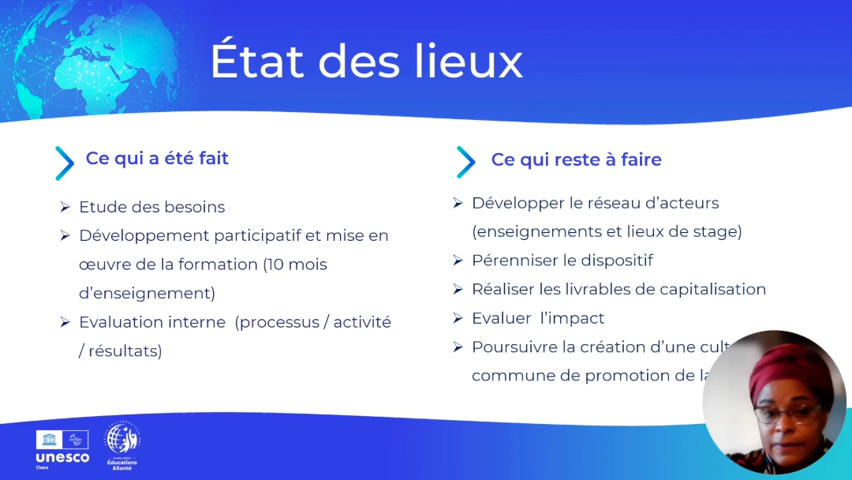 État des lieux
Ce qui a été fait
Etude des besoins
Développement participatif et mise en
œuvre de la formation (10 mois
d’enseignement)
Evaluation interne (processus / activité
/ résultats)
Ce qui reste à faire
Développer le réseau d’acteurs
(enseignements et lieux de stage)
Pérenniser le dispositif
Réaliser les livrables de capitalisation
Evaluer l’impact
Poursuivre la création d’une
commune de promotion de
unesco
Chaire
Éducations
&Santé